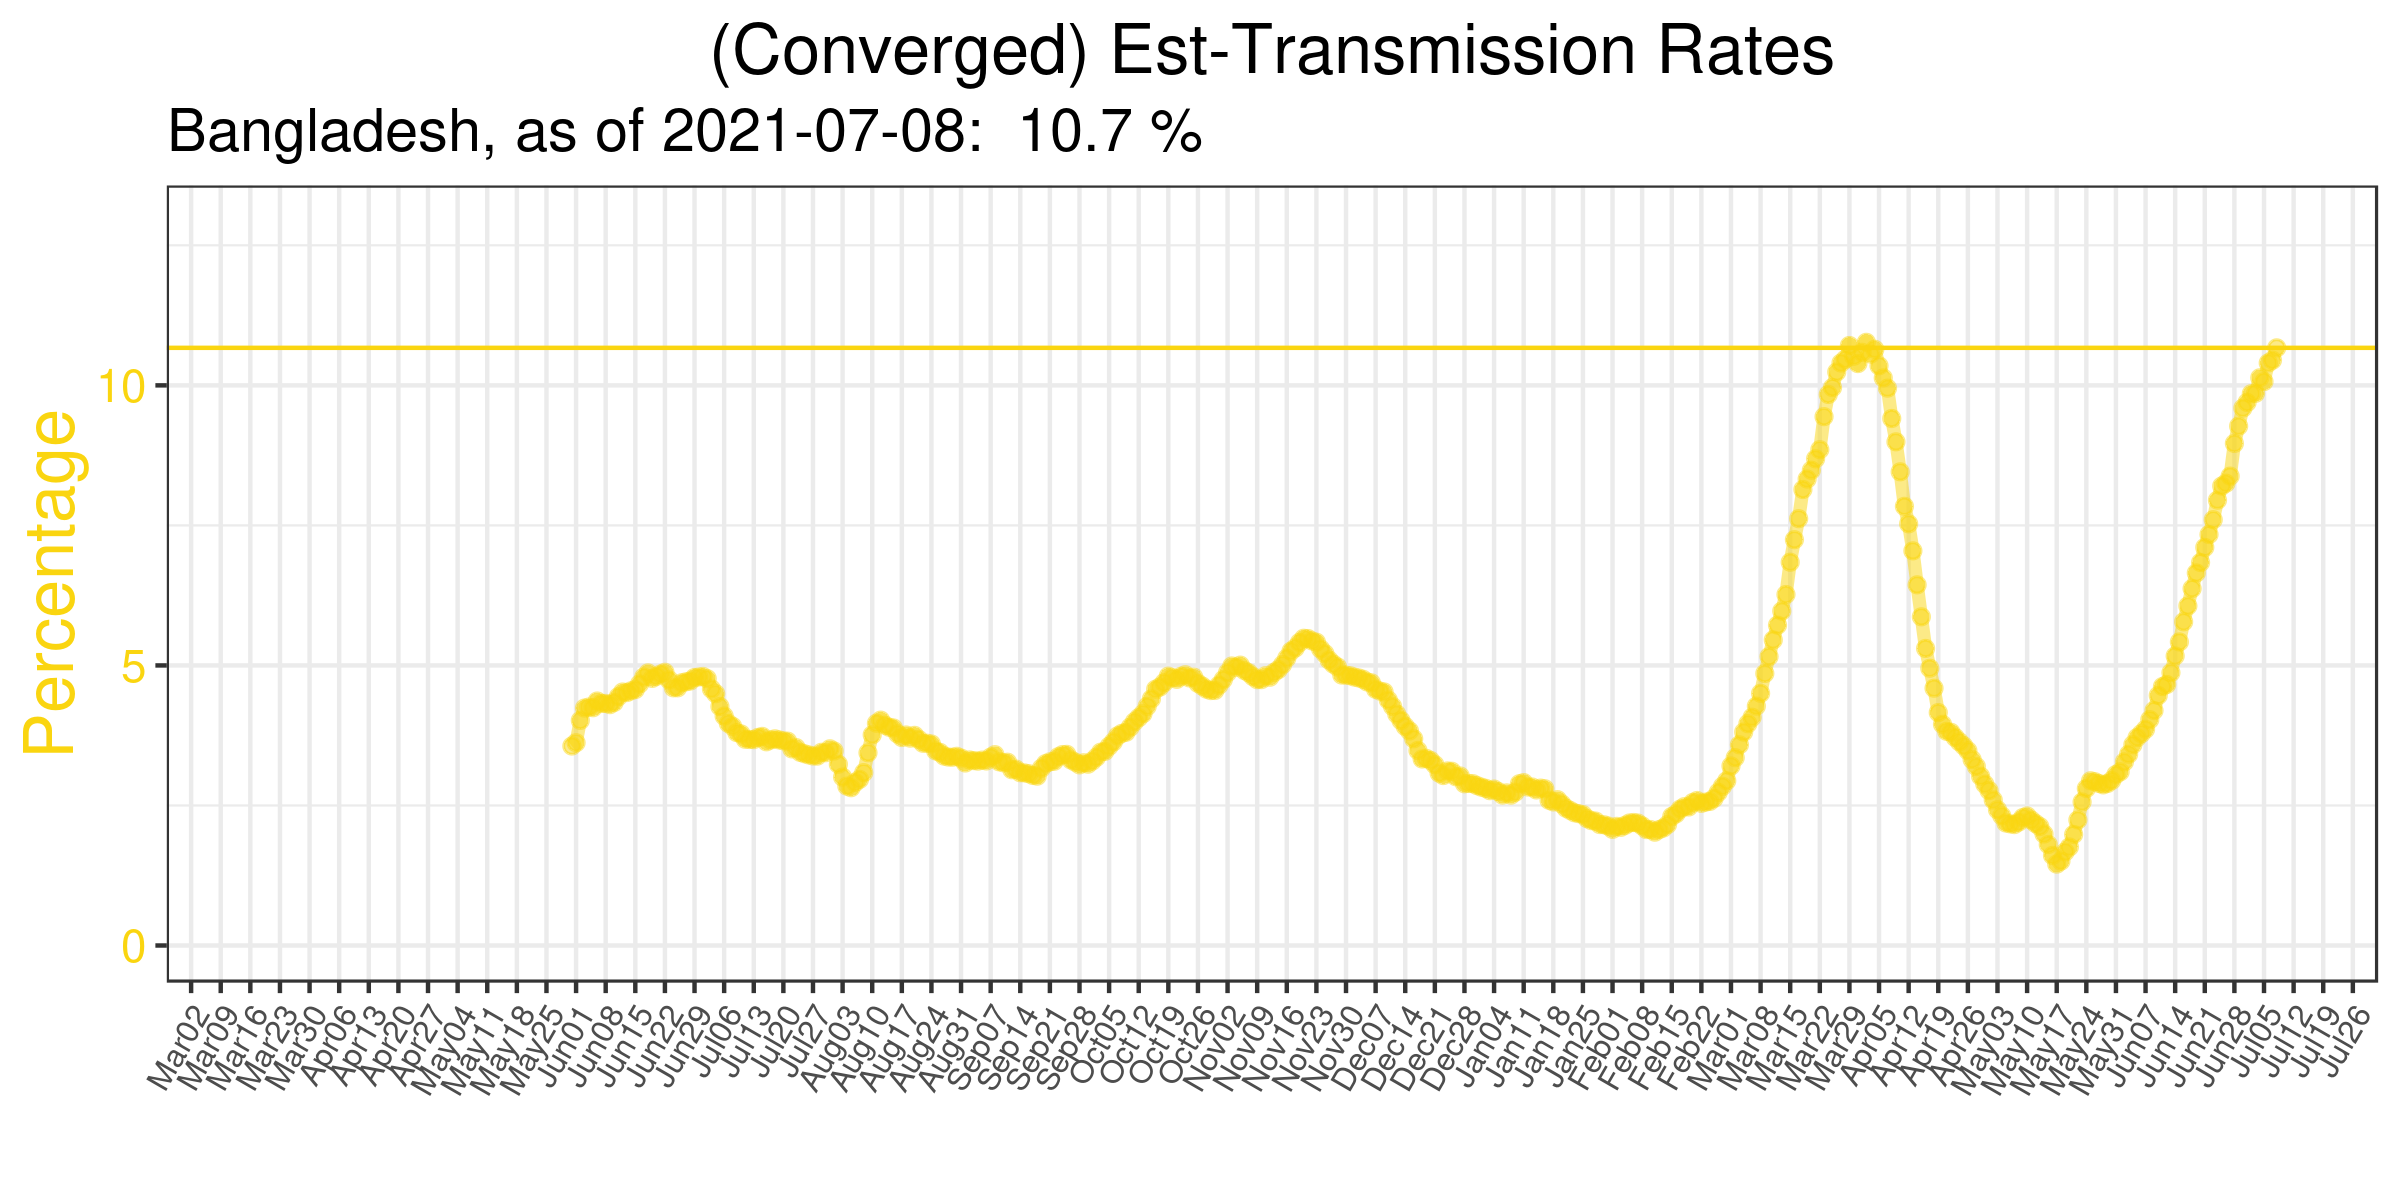 (Converged) Est-Transmission Rates
Bangladesh, as of 2021-07-08:  10.7 %
Percentage
10
5
0
Mar02
Mar09
Mar16
Mar23
Mar30
Apr06
Apr13
Apr20
Apr27
May04
May11
May18
May25
Jun01
Jun08
Jun15
Jun22
Jun29
Jul06
Jul13
Jul20
Jul27
Aug03
Aug10
Aug17
Aug24
Aug31
Sep07
Sep14
Sep21
Sep28
Oct05
Oct12
Oct19
Oct26
Nov02
Nov09
Nov16
Nov23
Nov30
Dec07
Dec14
Dec21
Dec28
Jan04
Jan11
Jan18
Jan25
Feb01
Feb08
Feb15
Feb22
Mar01
Mar08
Mar15
Mar22
Mar29
Apr05
Apr12
Apr19
Apr26
May03
May10
May17
May24
May31
Jun07
Jun14
Jun21
Jun28
Jul05
Jul12
Jul19
Jul26